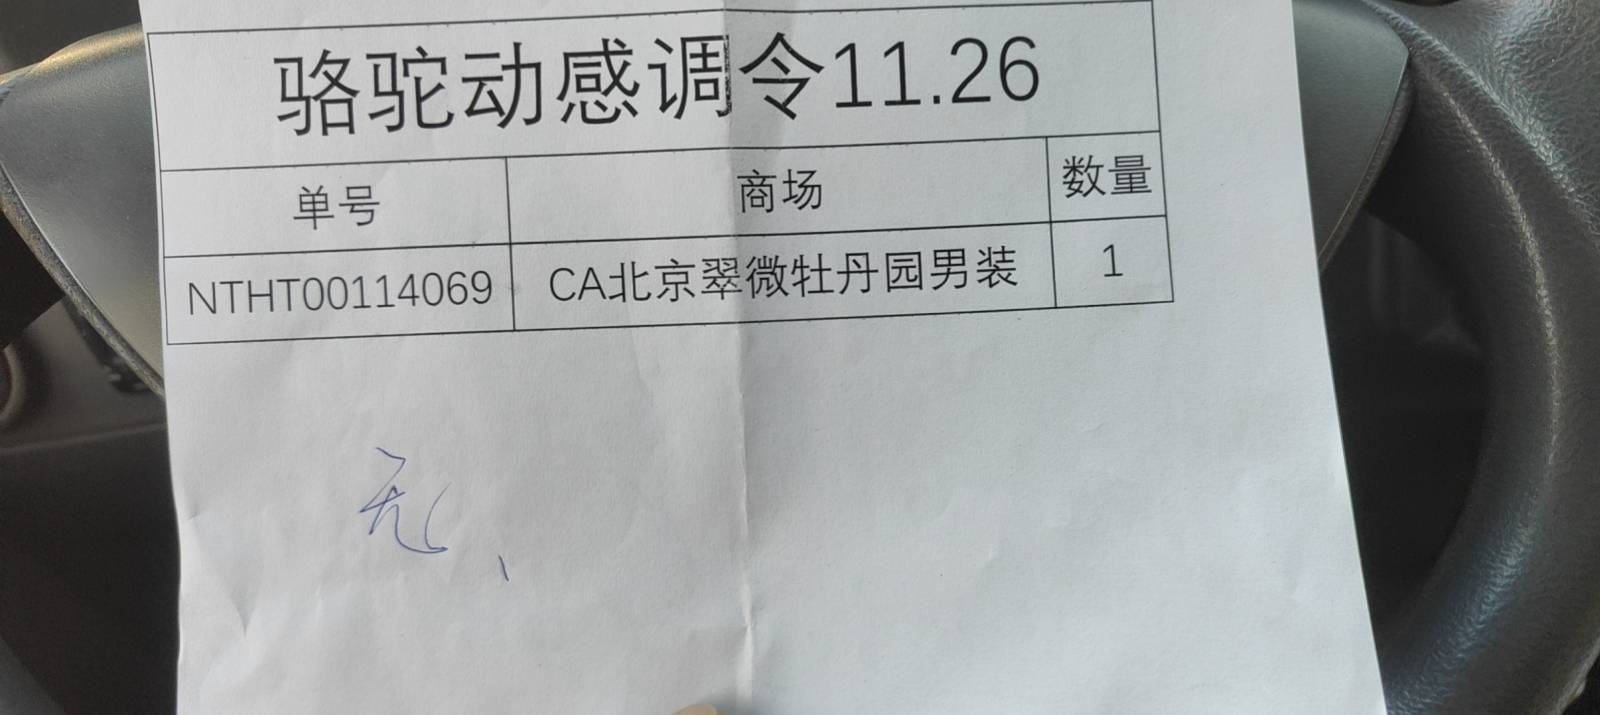 骆驼动感调令11.26
单号 商场 数量
NTHT00114069 CA北京翠微牡丹园男装 1
无、